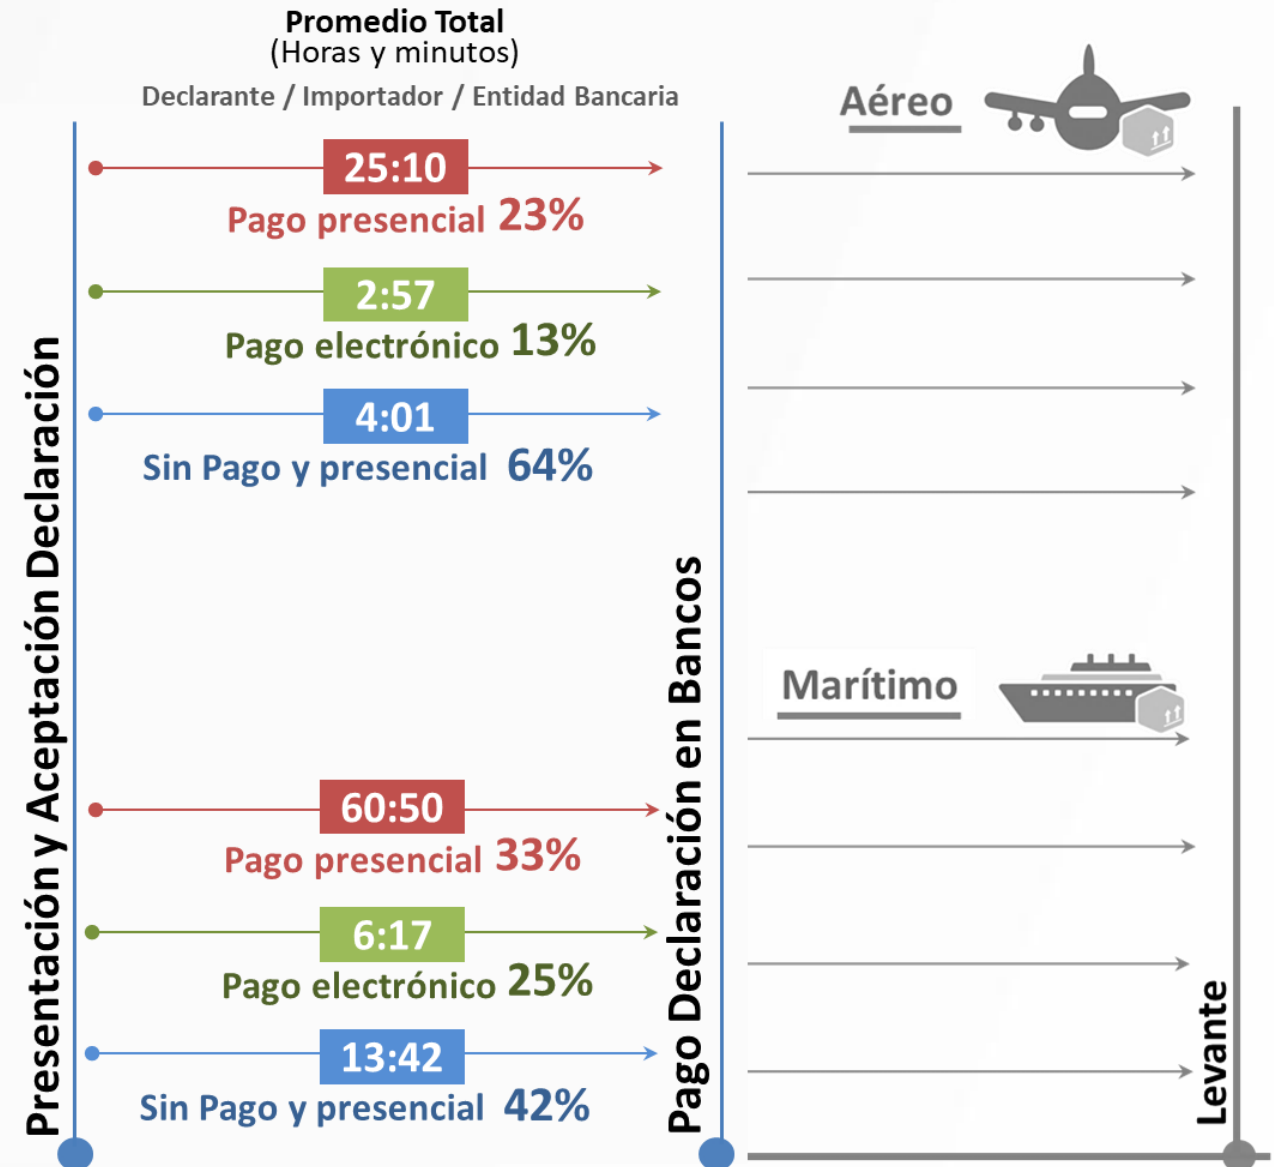 Promedio Total
(Horas y minutos)
Declarante / Importador / Entidad Bancaria
Aéreo
25:10
Pago presencial 23%
2:57
Pago electrónico 13%
4:01
Sin Pago y presencial 64%
Presentación y Aceptación Declaración
Pago Declaración en Bancos
Marítimo
60:50
Pago presencial 33%
6:17
Pago electrónico 25%
13:42
Sin Pago y presencial 42%
Levante